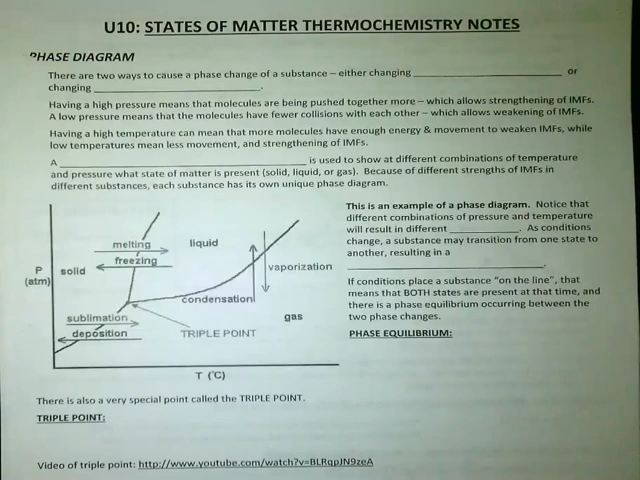 U10: STATES OF MATTER THERMOCHEMISTRY NOTES
PHASE DIAGRAM
There are two ways to cause a phase change of a substance – either changing ____________________ or
changing ____________________.
Having a high pressure means that molecules are being pushed together more – which allows strengthening of IMFs.
A low pressure means that the molecules have fewer collisions with each other – which allows weakening of IMFs.
Having a high temperature can mean that more molecules have enough energy & movement to weaken IMFs, while
low temperatures mean less movement, and strengthening of IMFs.
A ____________________ is used to show at different combinations of temperature
and pressure what state of matter is present (solid, liquid, or gas). Because of different strengths of IMFs in
different substances, each substance has its own unique phase diagram.
P
(atm)
solid
melting
freezing
liquid
vaporization
condensation
gas
sublimation
deposition
TRIPLE POINT
T (°C)
This is an example of a phase diagram. Notice that
different combinations of pressure and temperature
will result in different __________. As conditions
change, a substance may transition from one state to
another, resulting in a
____________________.
If conditions place a substance "on the line", that
means that BOTH states are present at that time, and
there is a phase equilibrium occurring between the
two phase changes.
PHASE EQUILIBRIUM:
There is also a very special point called the TRIPLE POINT.
TRIPLE POINT:
Video of triple point: http://www.youtube.com/watch?v=BLRqpJN9zeA